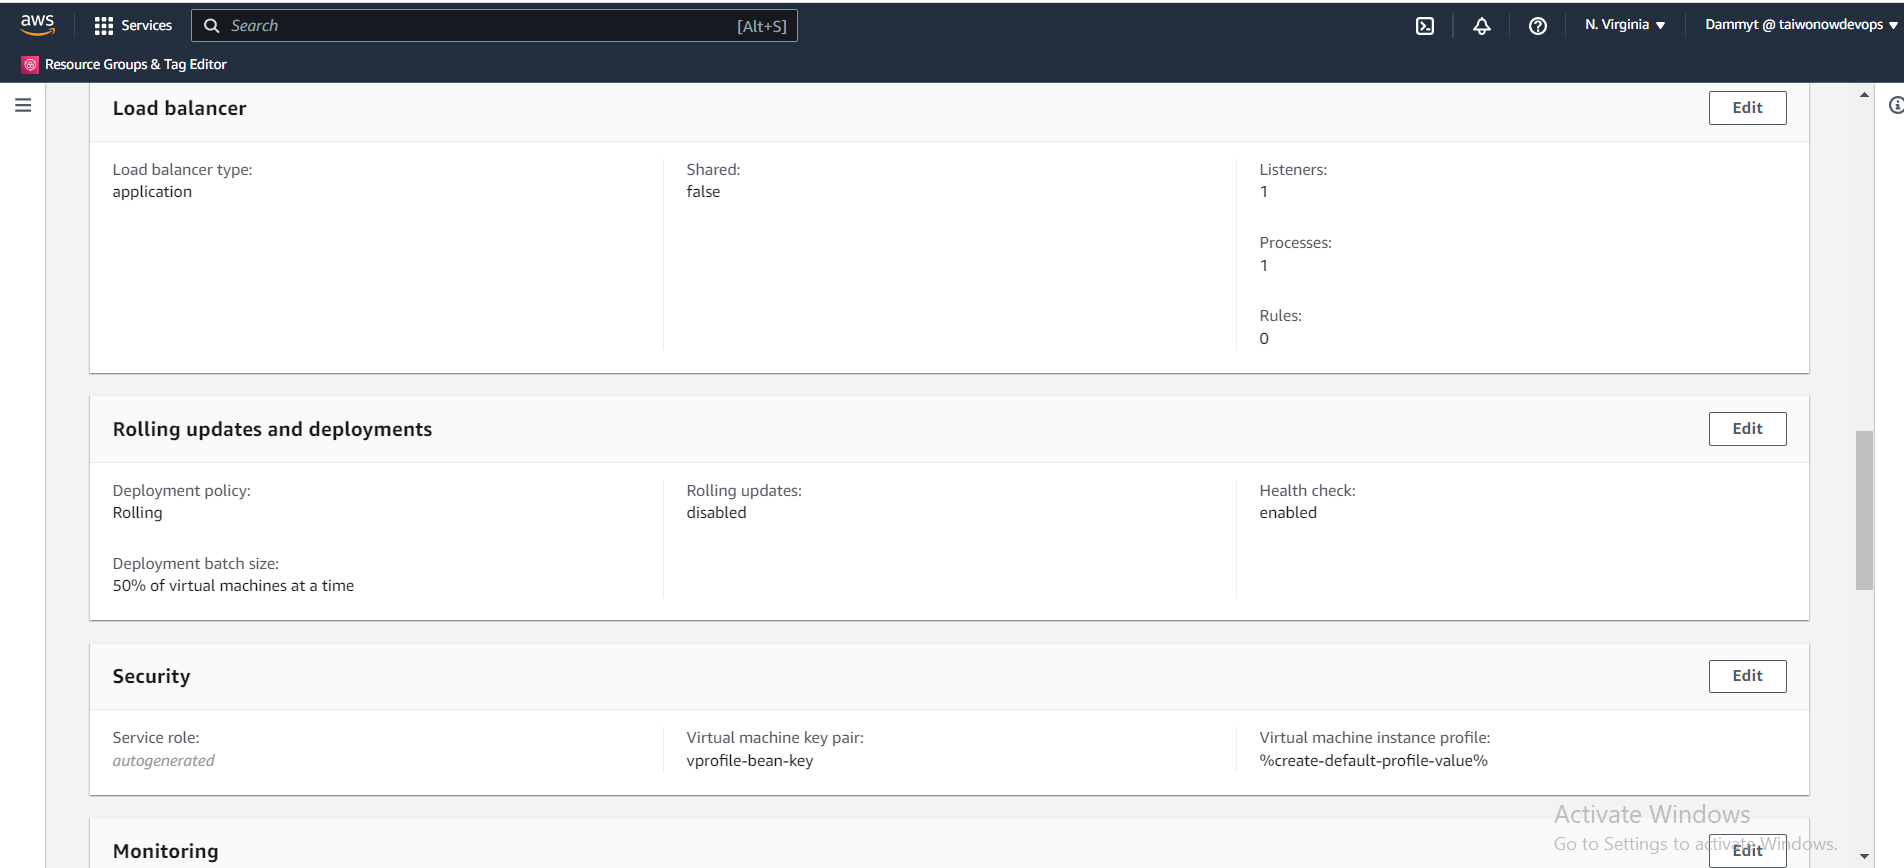 aws
Services
Search [Alt+S]
N. Virginia
Dammyt @ taiwonowdevops
Resource Groups & Tag Editor
Load balancer
Edit
Load balancer type:
application
Shared:
false
Listeners:
1
Processes:
1
Rules:
0
Rolling updates and deployments
Edit
Deployment policy:
Rolling
Deployment batch size:
50% of virtual machines at a time
Rolling updates:
disabled
Health check:
enabled
Security
Edit
Service role:
autogenerated
Virtual machine key pair:
vprofile-bean-key
Virtual machine instance profile:
%create-default-profile-value%
Monitoring
Edit
Activate Windows
Go to Settings to activate Windows.